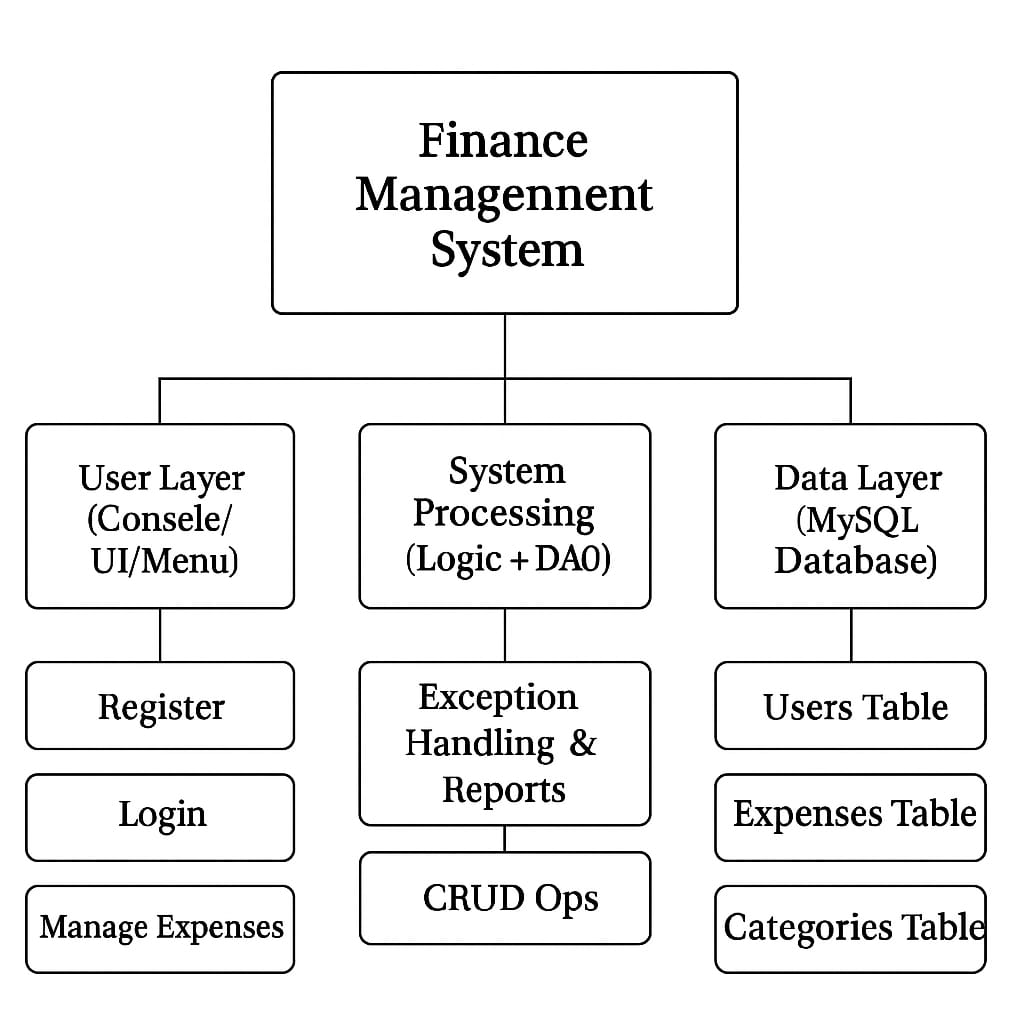 Finance
Managennent
System
User Layer
(Consele/
UI/Menu)
System
Processing
(Logic + DA0)
Data Layer
(MySQL
Database)
Register
Login
Manage Expenses
Exception
Handling &
Reports
CRUD Ops
Users Table
Expenses Table
Categories Table